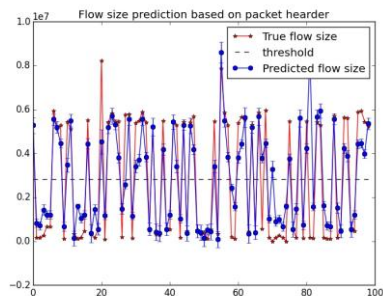 Flow size prediction based on packet hearder
1e7
True flow size
threshold
Predicted flow size
1.0
0.8
0.6
0.4
0.2
0.0
−0.2
0
20
40
60
80
100